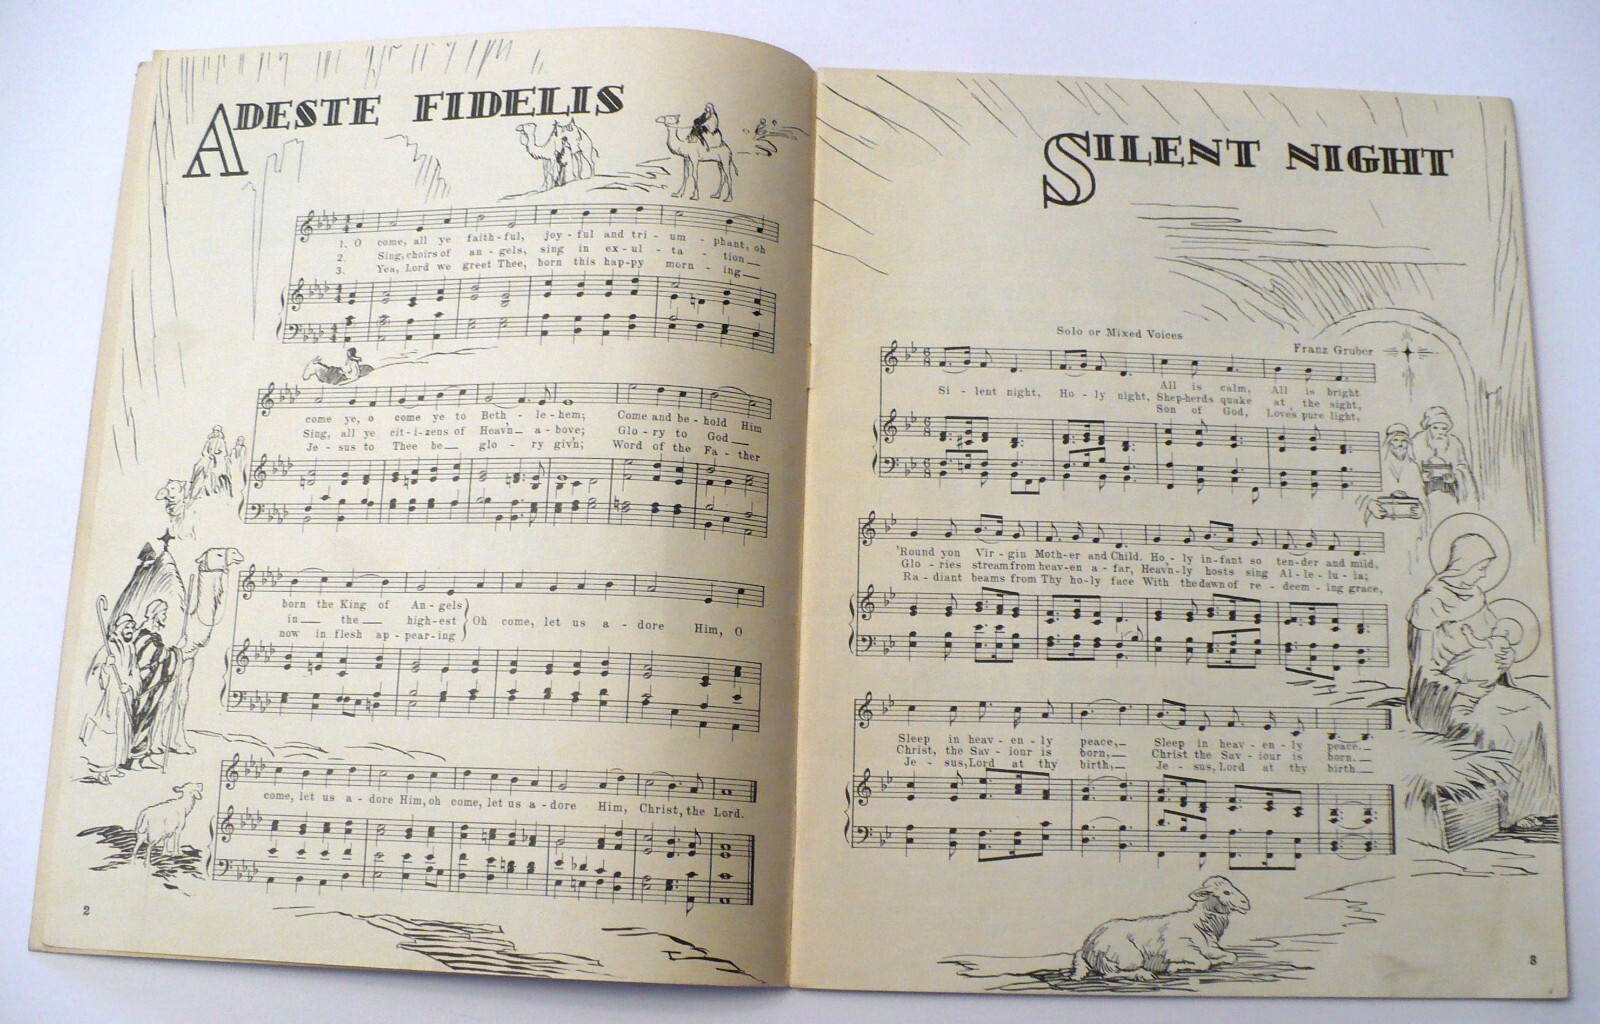 ADESTE FIDELIS
1. O come, all ye faith-ful, joy-ful and tri-um-phant, oh
2. Sing, choirs of an-gels, sing in ex-ul-ta-tion
3. Yea, Lord we greet Thee, born this hap-py morn-ing
come ye, o come ye to Beth-le-hem; Come and be-hold Him
Sing, all ye cit-i-zens of Heav'n a-bove; Glo-ry to God
Je-sus to Thee be glo-ry giv'n; Word of the Fa-ther
born the King of An-gels
in the high-est } Oh come, let us a-dore Him, O
now in flesh ap-pear-ing
come, let us a-dore Him, oh come, let us a-dore Him, Christ, the Lord.
2
SILENT NIGHT
Solo or Mixed Voices
Franz Gruber
Si-lent night, Ho-ly night, All is calm, All is bright
Shep-herds quake at the sight,
Son of God, Love's pure light,
'Round yon Vir-gin Moth-er and Child. Ho-ly in-fant so ten-der and mild,
Glo-ries stream from heav-en a-far, Heav'n-ly hosts sing Al-le-lu-ia;
Ra-diant beams from Thy ho-ly face With the dawn of re-deem-ing grace,
Sleep in heav-en-ly peace, Sleep in heav-en-ly peace.
Christ, the Sav-iour is born, Christ the Sav-iour is born.
Je-sus, Lord at thy birth, Je-sus, Lord at thy birth.
3